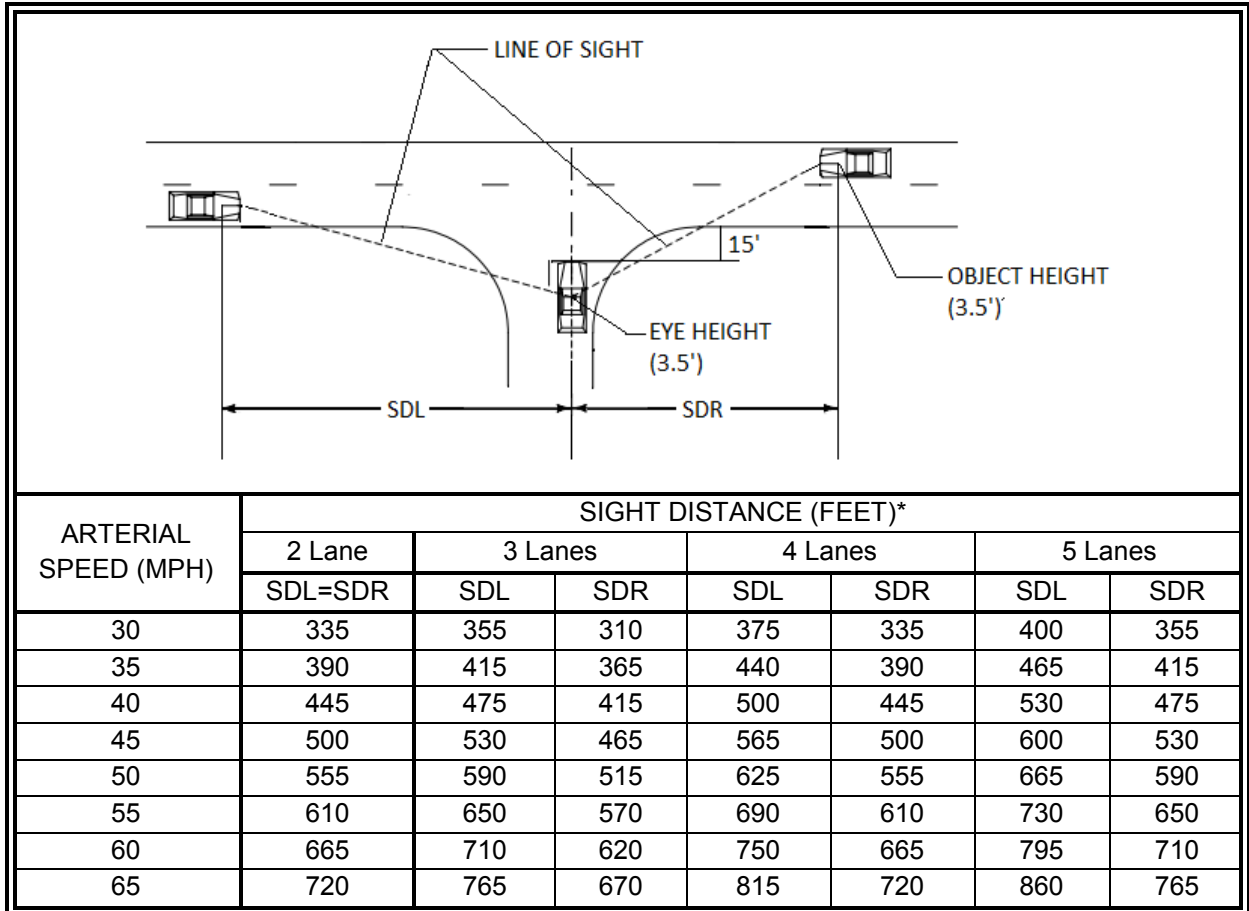 LINE OF SIGHT
15'
OBJECT HEIGHT
(3.5')
EYE HEIGHT
(3.5')
SDL
SDR
ARTERIAL SPEED (MPH) SIGHT DISTANCE (FEET)*
2 Lane 3 Lanes 4 Lanes 5 Lanes
SDL=SDR SDL SDR SDL SDR SDL SDR
30 335 355 310 375 335 400 355
35 390 415 365 440 390 465 415
40 445 475 415 500 445 530 475
45 500 530 465 565 500 600 530
50 555 590 515 625 555 665 590
55 610 650 570 690 610 730 650
60 665 710 620 750 665 795 710
65 720 765 670 815 720 860 765